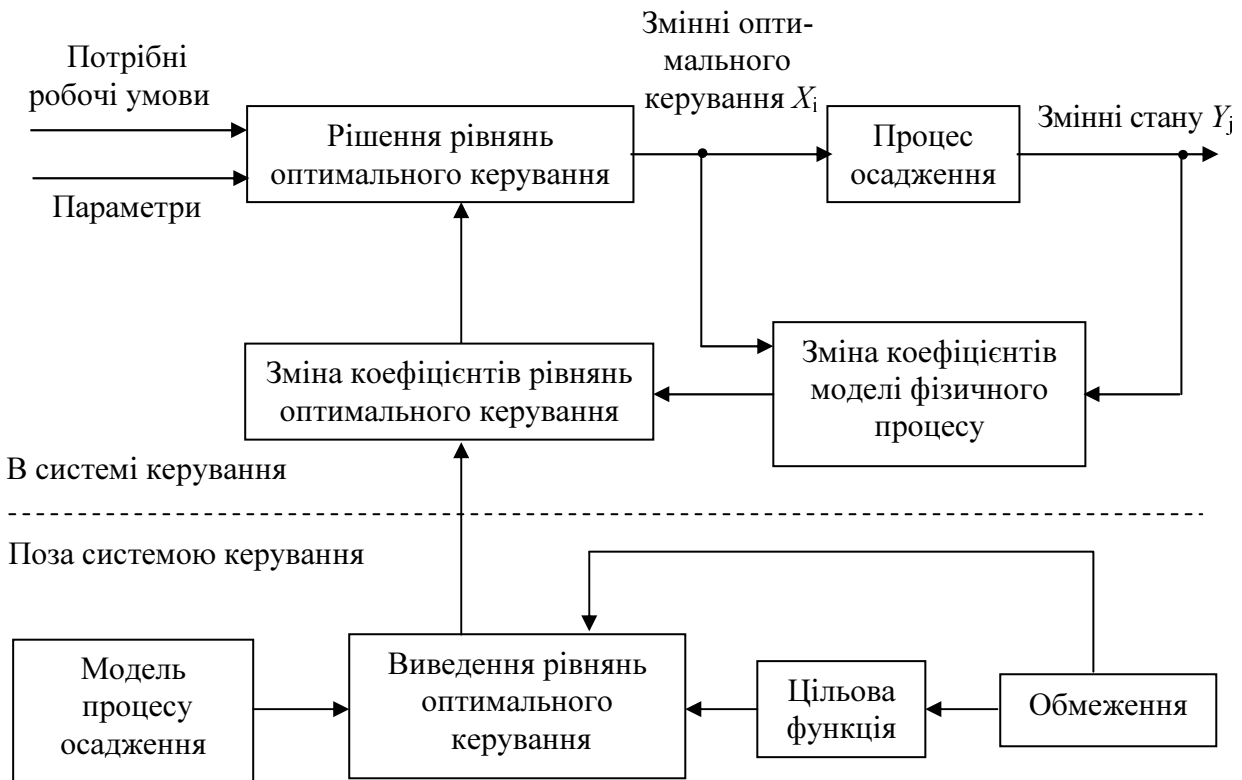 Потрібні
робочі умови
Параметри
Рішення рівнянь
оптимального керування
Змінні опти-
мального
керування Xi
Процес
осадження
Змінні стану Yj
Зміна коефіцієнтів рівнянь
оптимального керування
Зміна коефіцієнтів
моделі фізичного
процесу
В системі керування
Поза системою керування
Модель
процесу
осадження
Виведення рівнянь
оптимального
керування
Цільова
функція
Обмеження